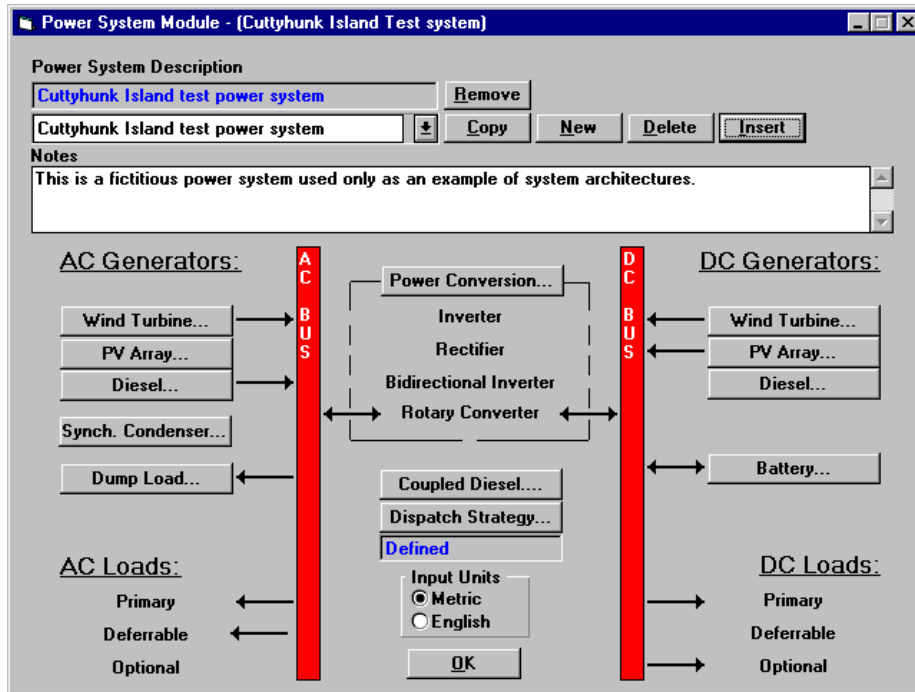 Power System Module - (Cuttyhunk Island Test system)
Power System Description
Cuttyhunk Island test power system
Remove
Cuttyhunk Island test power system
Copy
New
Delete
Insert
Notes
This is a fictitious power system used only as an example of system architectures.
AC Generators:
AC BUS
Power Conversion...
DC BUS
DC Generators:
Wind Turbine...
Inverter
Wind Turbine...
PV Array...
Rectifier
PV Array...
Diesel...
Bidirectional Inverter
Diesel...
Synch. Condenser...
Rotary Converter
Dump Load...
Coupled Diesel....
Battery...
Dispatch Strategy...
Defined
AC Loads:
Input Units
DC Loads:
Primary
Metric
Primary
Deferrable
English
Deferrable
Optional
OK
Optional